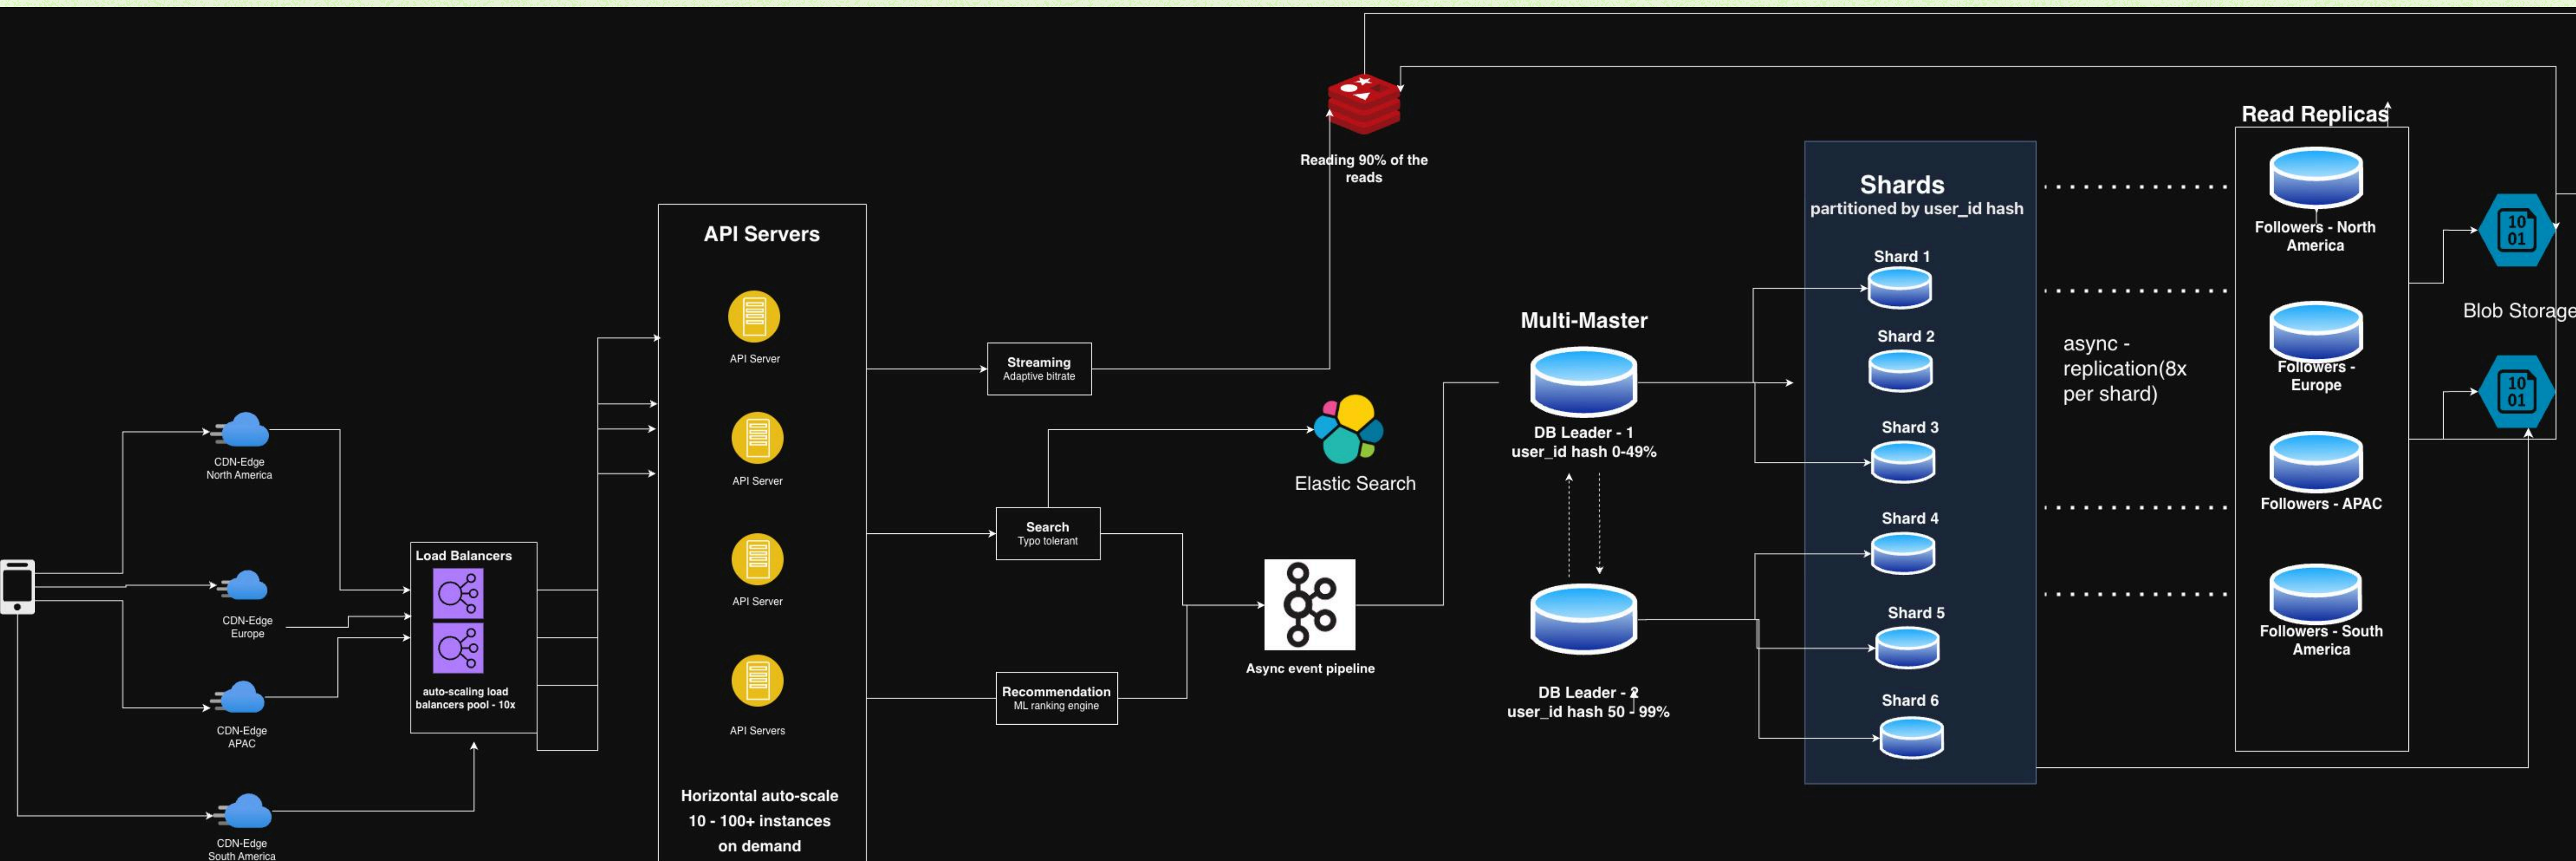 CDN-Edge
North America
CDN-Edge
Europe
CDN-Edge
APAC
CDN-Edge
South America
Load Balancers
auto-scaling load
balancers pool - 10x
API Servers
API Server
API Server
API Server
API Servers
Horizontal auto-scale
10 - 100+ instances
on demand
Streaming
Adaptive bitrate
Search
Typo tolerant
Recommendation
ML ranking engine
Reading 90% of the
reads
Elastic Search
Async event pipeline
Multi-Master
DB Leader - 1
user_id hash 0-49%
DB Leader - 2
user_id hash 50 - 99%
Shards
partitioned by user_id hash
Shard 1
Shard 2
Shard 3
Shard 4
Shard 5
Shard 6
async -
replication(8x
per shard)
Read Replicas
Followers - North
America
Followers -
Europe
Followers - APAC
Followers - South
America
10
01
Blob Storage
10
01